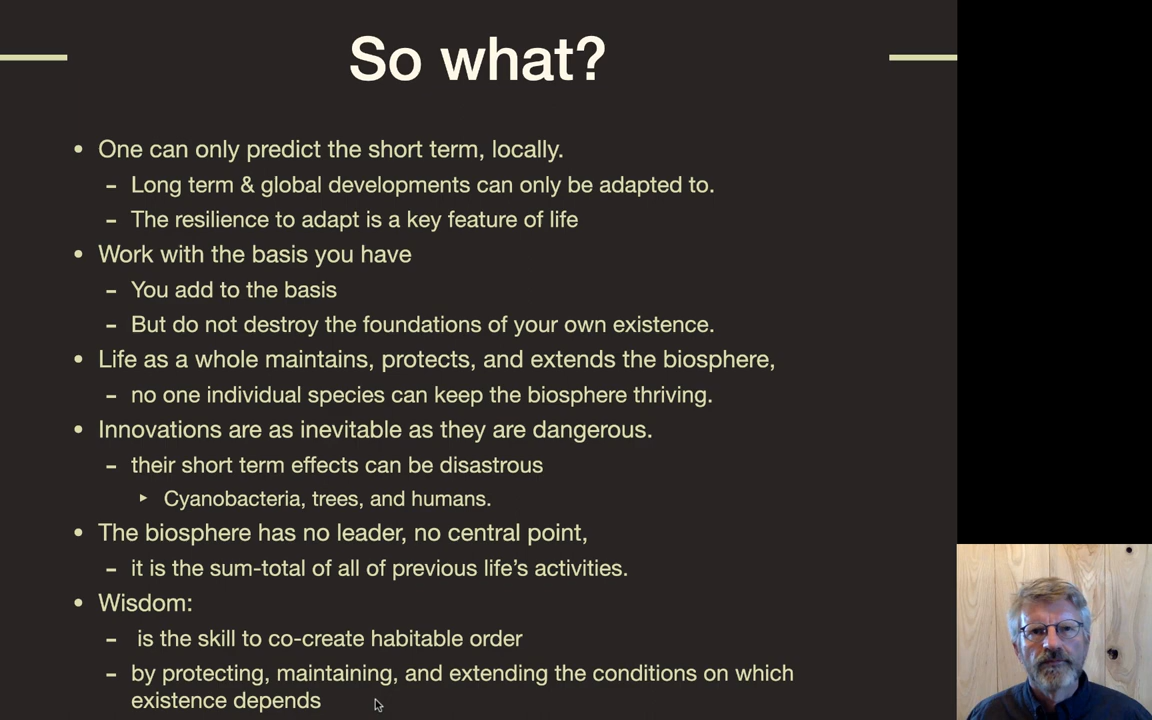 So what?
• One can only predict the short term, locally.
– Long term & global developments can only be adapted to.
– The resilience to adapt is a key feature of life
• Work with the basis you have
– You add to the basis
– But do not destroy the foundations of your own existence.
• Life as a whole maintains, protects, and extends the biosphere,
– no one individual species can keep the biosphere thriving.
• Innovations are as inevitable as they are dangerous.
– their short term effects can be disastrous
‣ Cyanobacteria, trees, and humans.
• The biosphere has no leader, no central point,
– it is the sum-total of all of previous life’s activities.
• Wisdom:
– is the skill to co-create habitable order
– by protecting, maintaining, and extending the conditions on which
existence depends